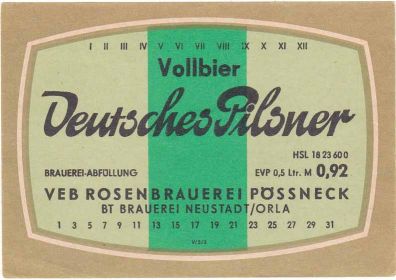 I II III IV V VI VII VIII IX X XI XII
Vollbier
Deutsches Pilsner
HSL 18 23 60 0
BRAUEREI-ABFÜLLUNG EVP 0,5 Ltr. M 0,92
VEB ROSENBRAUEREI PÖSSNECK
BT BRAUEREI NEUSTADT/ORLA
1 3 5 7 9 11 13 15 17 19 21 23 25 27 29 31